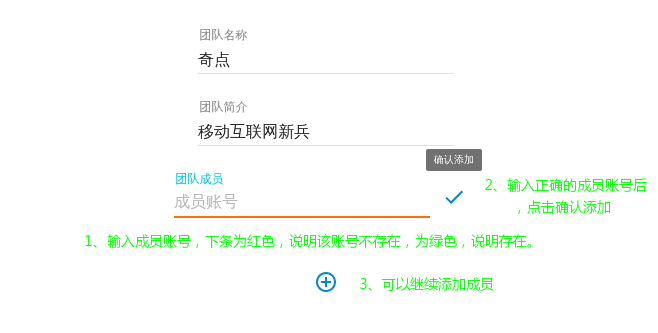 团队名称
奇点
团队简介
移动互联网新兵
确认添加
团队成员
成员账号
2、输入正确的成员账号后
，点击确认添加
1、输入成员账号，下条为红色，说明该账号不存在，为绿色，说明存在。
3、可以继续添加成员